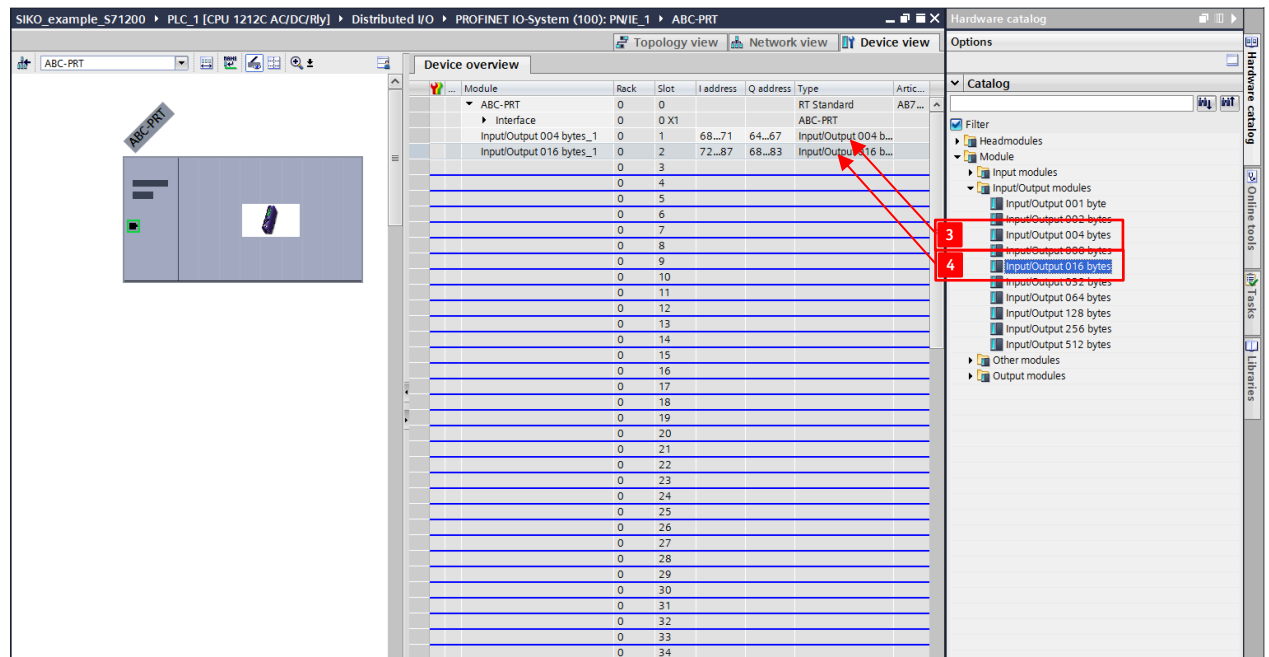 SIKO_example_S71200 ▸ PLC_1 [CPU 1212C AC/DC/Rly] ▸ Distributed I/O ▸ PROFINET IO-System (100): PN/IE_1 ▸ ABC-PRT
Topology view Network view Device view
ABC-PRT
Device overview
... Module Rack Slot I address Q address Type Artic...
ABC-PRT 0 0 RT Standard AB7...
Interface 0 0 X1 ABC-PRT
Input/Output 004 bytes_1 0 1 68...71 64...67 Input/Output 004 b...
Input/Output 016 bytes_1 0 2 72...87 68...83 Input/Output 016 b...
0 3
0 4
0 5
0 6
0 7
0 8
0 9
0 10
0 11
0 12
0 13
0 14
0 15
0 16
0 17
0 18
0 19
0 20
0 21
0 22
0 23
0 24
0 25
0 26
0 27
0 28
0 29
0 30
0 31
0 32
0 33
0 34
ABC-PRT
Hardware catalog
Options
Catalog
Filter
Headmodules
Module
Input modules
Input/Output modules
Input/Output 001 byte
Input/Output 002 bytes
3
Input/Output 004 bytes
Input/Output 008 bytes
4
Input/Output 016 bytes
Input/Output 032 bytes
Input/Output 064 bytes
Input/Output 128 bytes
Input/Output 256 bytes
Input/Output 512 bytes
Other modules
Output modules
Hardware catalog
Online tools
Tasks
Libraries